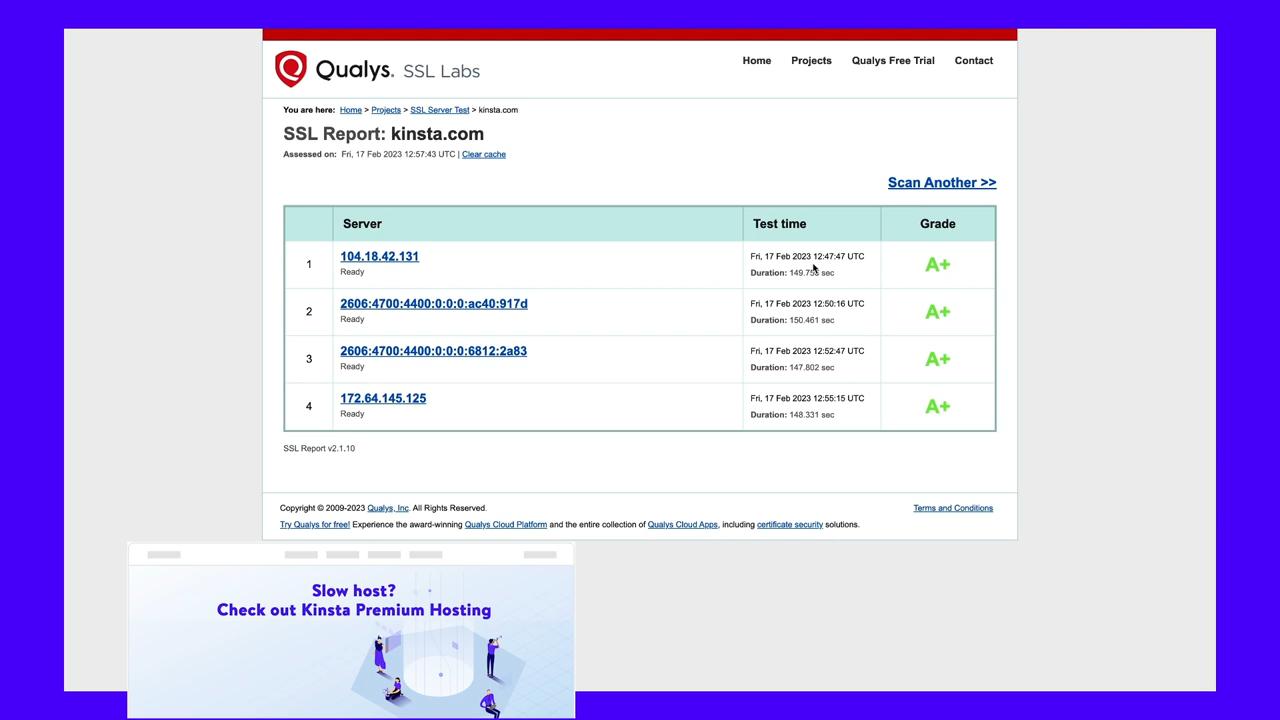 Qualys. SSL Labs
Home Projects Qualys Free Trial Contact
You are here: Home > Projects > SSL Server Test > kinsta.com
SSL Report: kinsta.com
Assessed on: Fri, 17 Feb 2023 12:57:43 UTC | Clear cache
Scan Another >>
Server Test time Grade
1 104.18.42.131 Ready Fri, 17 Feb 2023 12:47:47 UTC Duration: 149.753 sec A+
2 2606:4700:4400:0:0:0:ac40:917d Ready Fri, 17 Feb 2023 12:50:16 UTC Duration: 150.461 sec A+
3 2606:4700:4400:0:0:0:6812:2a83 Ready Fri, 17 Feb 2023 12:52:47 UTC Duration: 147.802 sec A+
4 172.64.145.125 Ready Fri, 17 Feb 2023 12:55:15 UTC Duration: 148.331 sec A+
SSL Report v2.1.10
Copyright © 2009-2023 Qualys, Inc. All Rights Reserved. Terms and Conditions
Try Qualys for free! Experience the award-winning Qualys Cloud Platform and the entire collection of Qualys Cloud Apps, including certificate security solutions.
Slow host?
Check out Kinsta Premium Hosting